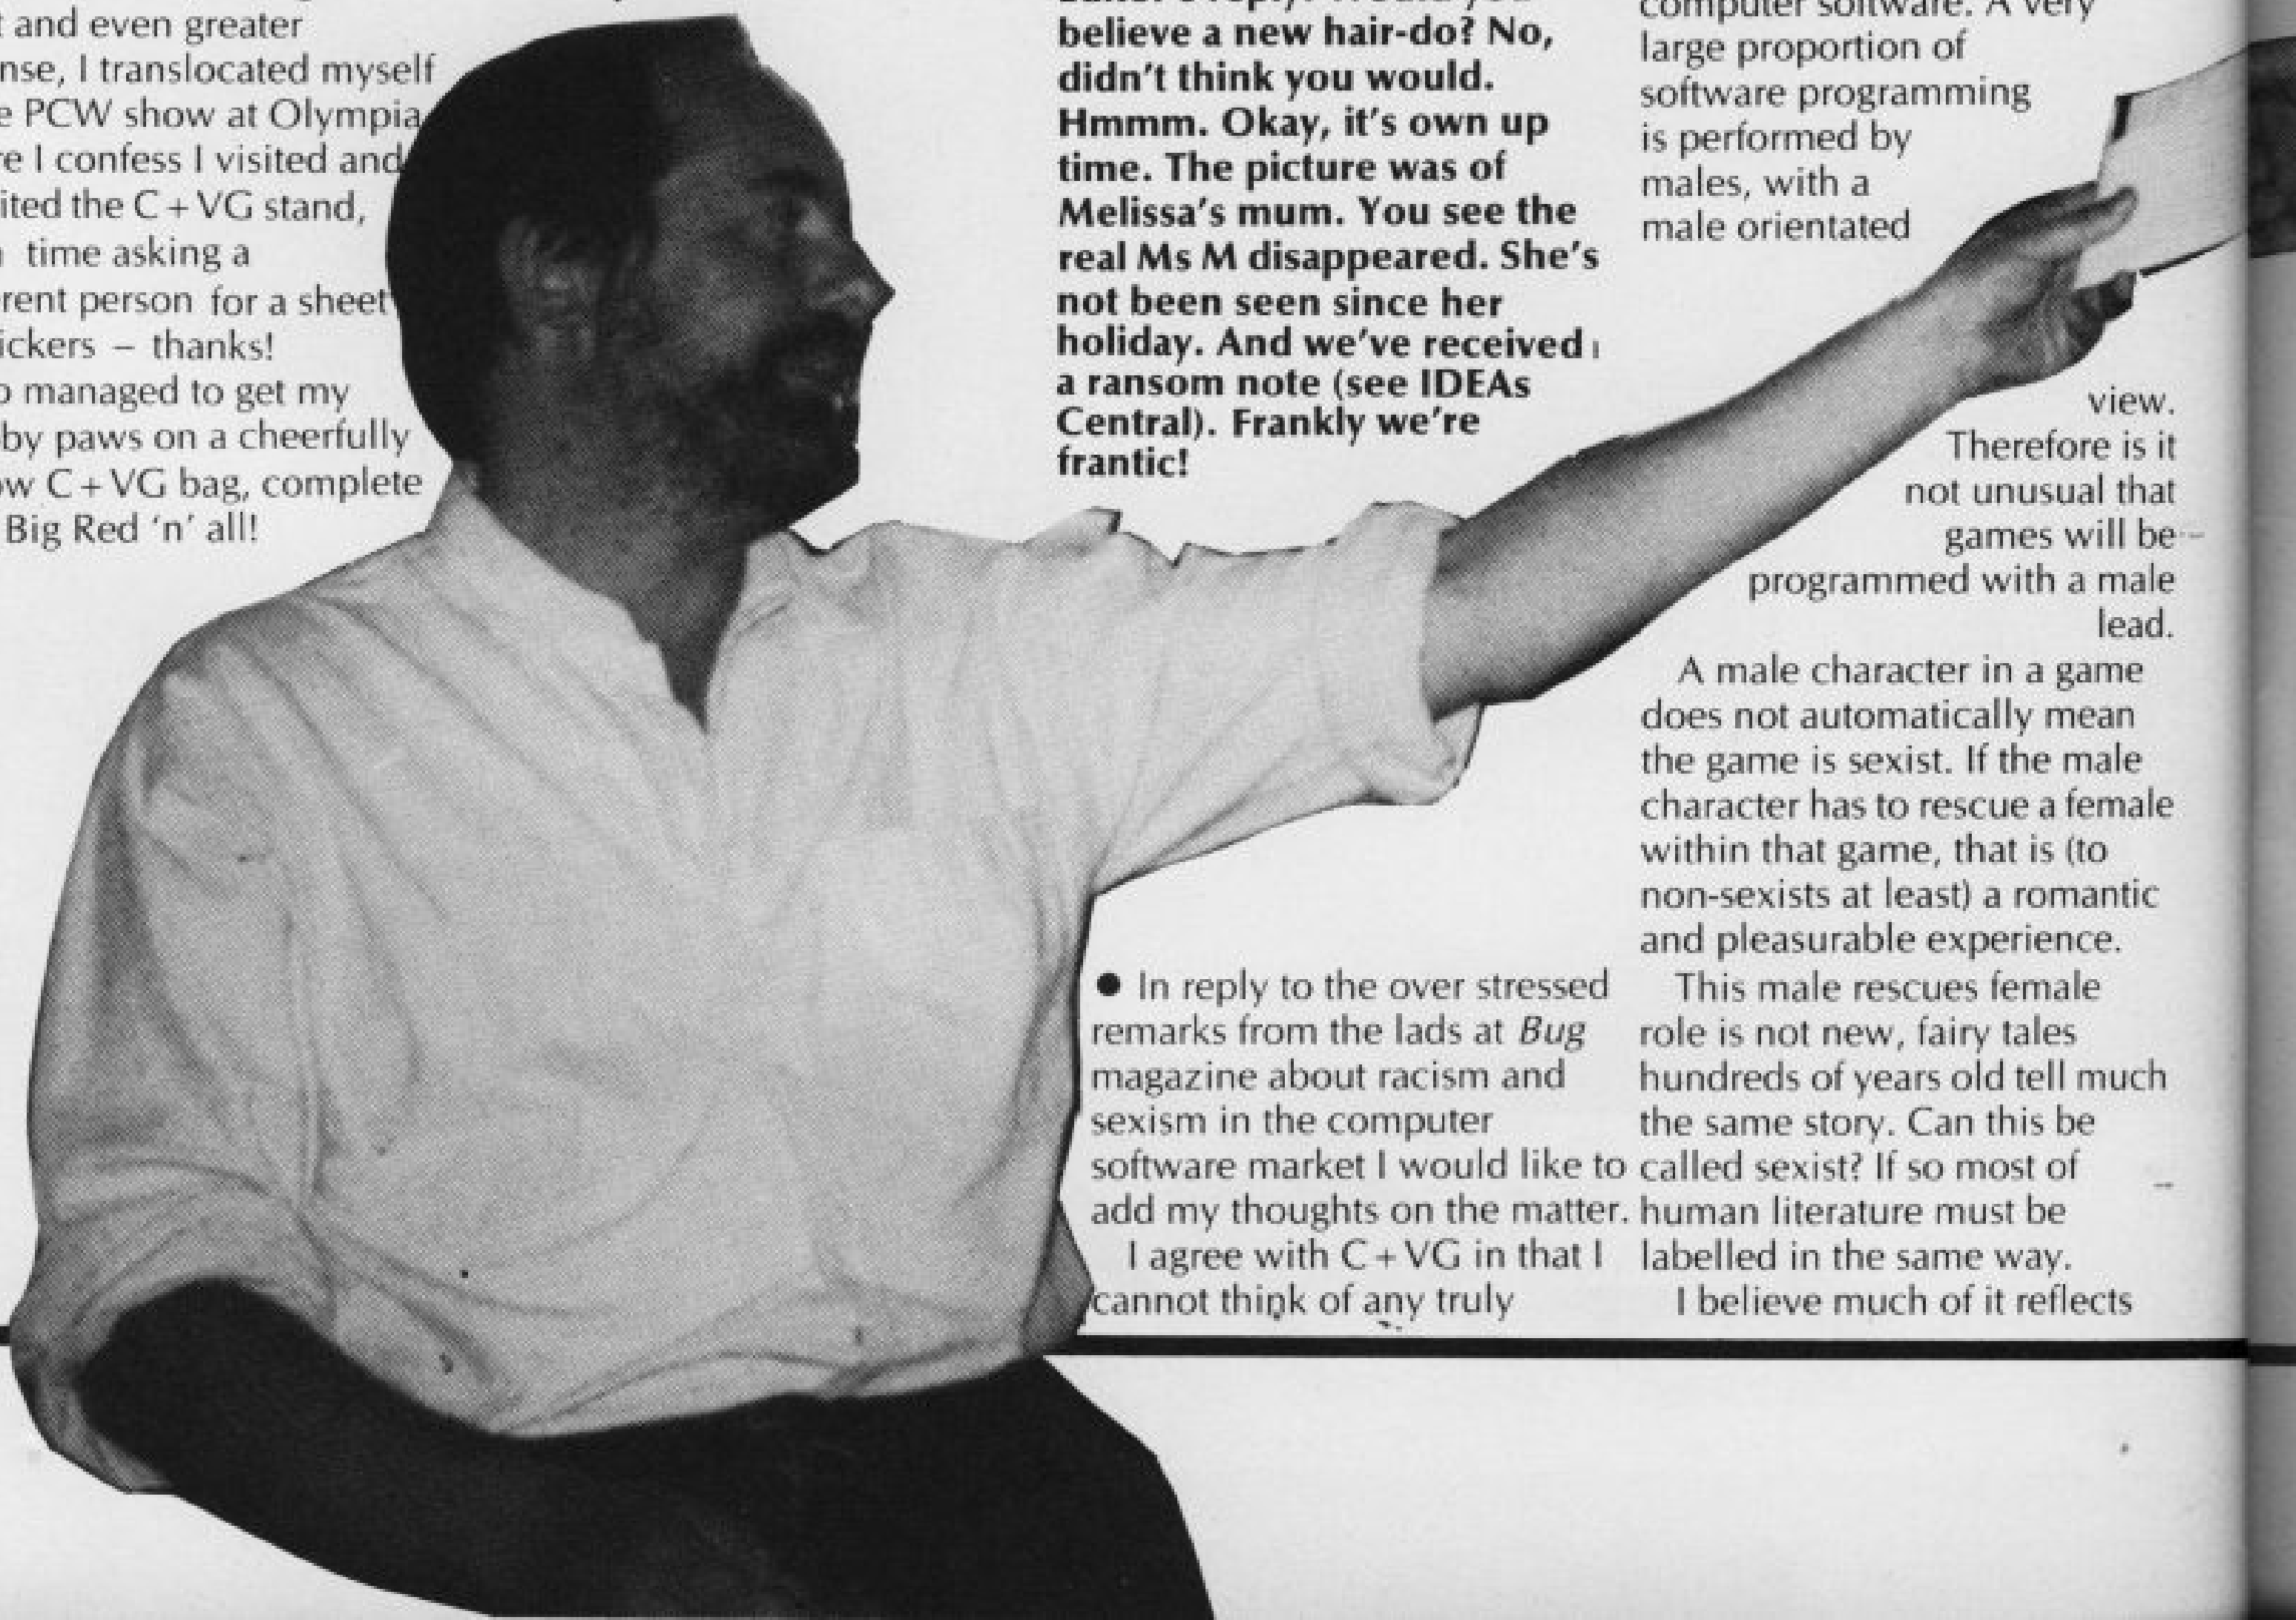 and even greater
I translocated myself
PCW show at Olympia
I confess I visited and
the C+VG stand,
time asking a
person for a sheet
– thanks!
managed to get my
paws on a cheerfully
C+VG bag, complete
Big Red ‘n’ all!
believe a new hair-do? No,
didn’t think you would.
Hmmm. Okay, it’s own up
time. The picture was of
Melissa’s mum. You see the
real Ms M disappeared. She’s
not been seen since her
holiday. And we’ve received
a ransom note (see IDEAs
Central). Frankly we’re
frantic!
● In reply to the over stressed
remarks from the lads at Bug
magazine about racism and
sexism in the computer
software market I would like to
add my thoughts on the matter.
I agree with C+VG in that I
cannot think of any truly
computer software. A very
large proportion of
software programming
is performed by
males, with a
male orientated
view.
Therefore is it
not unusual that
games will be
programmed with a male
lead.
A male character in a game
does not automatically mean
the game is sexist. If the male
character has to rescue a female
within that game, that is (to
non-sexists at least) a romantic
and pleasurable experience.
This male rescues female
role is not new, fairy tales
hundreds of years old tell much
the same story. Can this be
called sexist? If so most of
human literature must be
labelled in the same way.
I believe much of it reflects